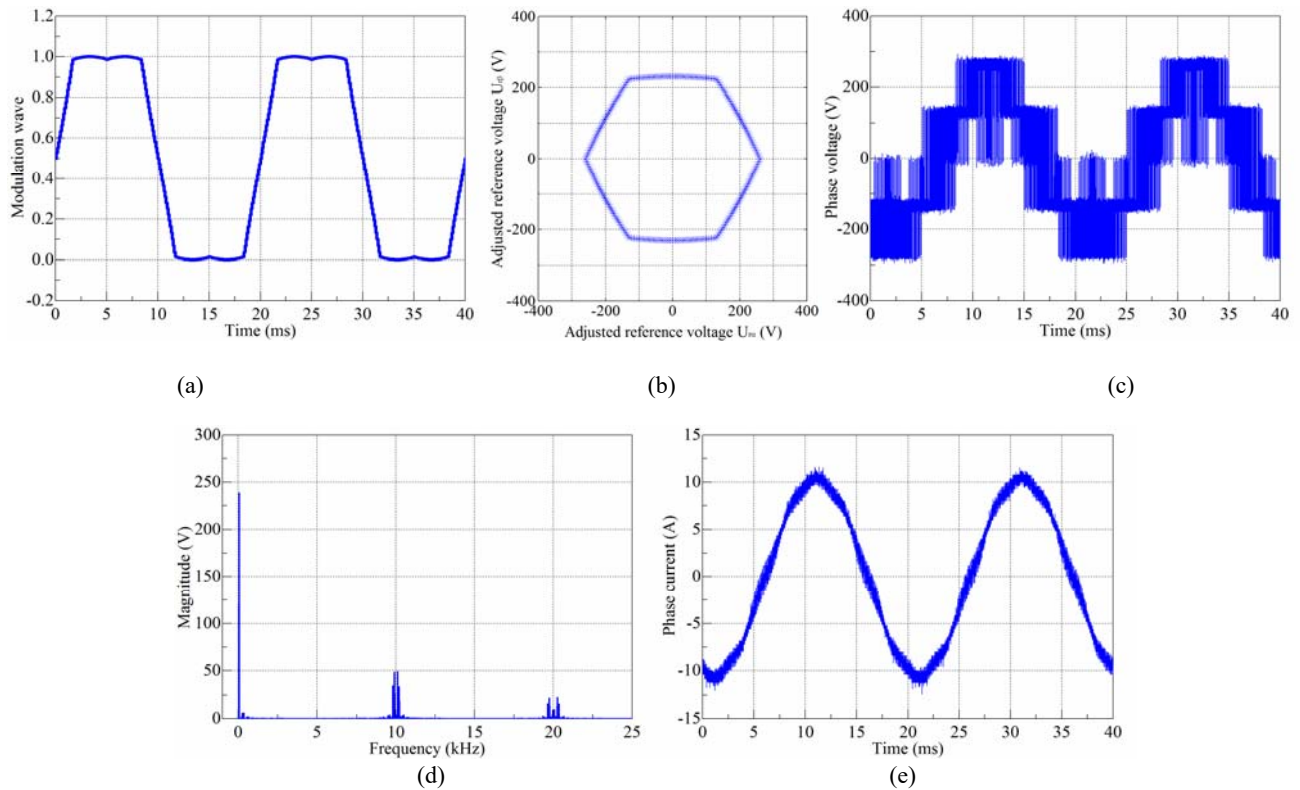 1.2
1.0
0.8
0.6
0.4
0.2
0.0
-0.2
Modulation wave
0 5 10 15 20 25 30 35 40
Time (ms)
400
200
0
-200
-400
Adjusted reference voltage (V)
-400 -200 0 200 400
Adjusted reference voltage (V)
400
200
0
-200
-400
Phase voltage (V)
0 5 10 15 20 25 30 35 40
Time (ms)
(a)
(b)
(c)
300
250
200
150
100
50
0
Magnitude (V)
0 5 10 15 20 25
Frequency (kHz)
15
10
5
0
-5
-10
-15
Phase current (A)
0 5 10 15 21 25 30 35 40
Time (ms)
(d)
(e)